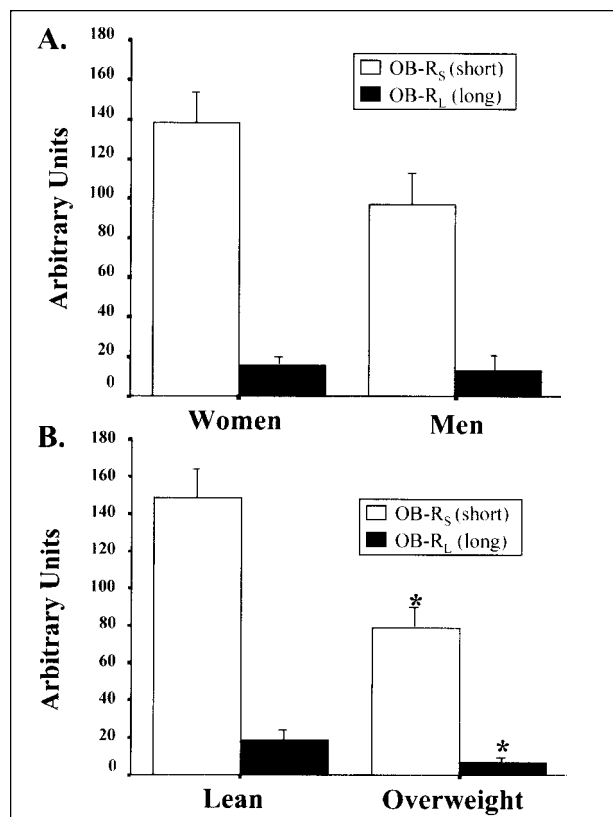 A.
180
160
140
120
100
80
60
40
20
0
Arbitrary Units
OB-RS (short)
OB-RL (long)
Women
Men
B.
180
160
140
120
100
80
60
40
20
0
Arbitrary Units
OB-RS (short)
OB-RL (long)
*
*
Lean
Overweight